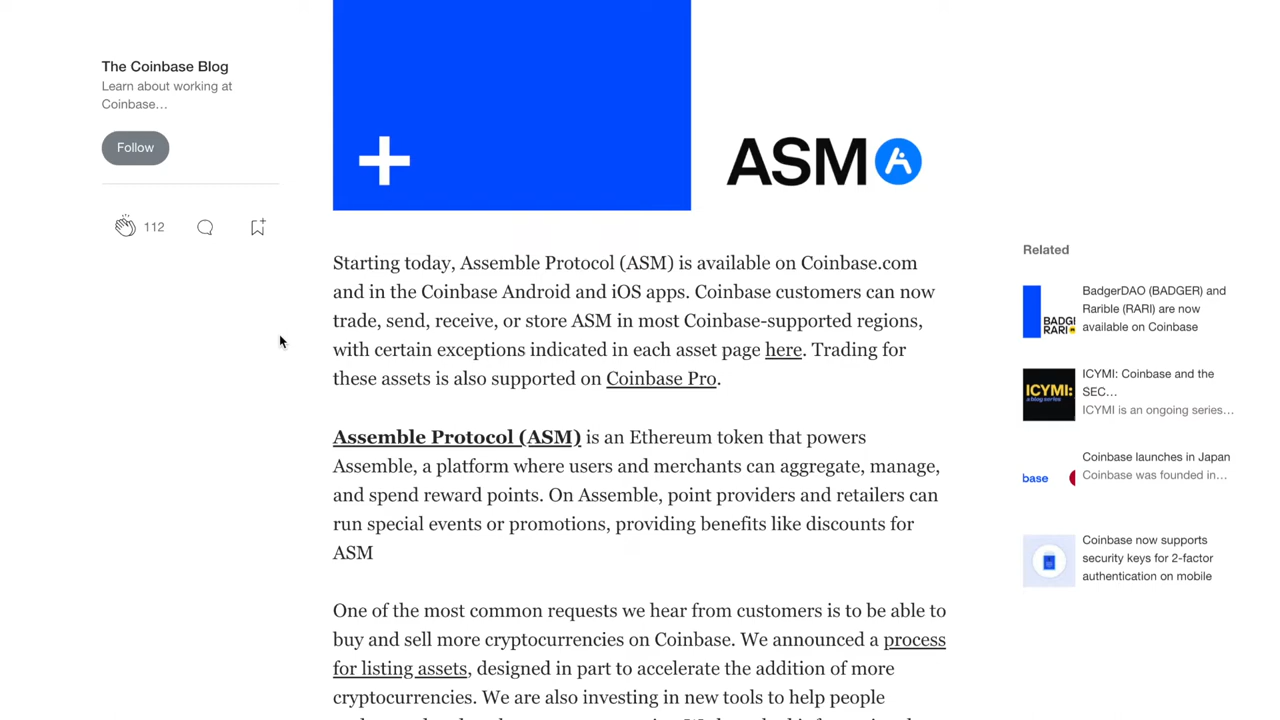 The Coinbase Blog
Learn about working at
Coinbase…
Follow
112
ASM
Starting today, Assemble Protocol (ASM) is available on Coinbase.com
and in the Coinbase Android and iOS apps. Coinbase customers can now
trade, send, receive, or store ASM in most Coinbase-supported regions,
with certain exceptions indicated in each asset page here. Trading for
these assets is also supported on Coinbase Pro.
Assemble Protocol (ASM) is an Ethereum token that powers
Assemble, a platform where users and merchants can aggregate, manage,
and spend reward points. On Assemble, point providers and retailers can
run special events or promotions, providing benefits like discounts for
ASM
One of the most common requests we hear from customers is to be able to
buy and sell more cryptocurrencies on Coinbase. We announced a process
for listing assets, designed in part to accelerate the addition of more
cryptocurrencies. We are also investing in new tools to help people
Related
BADG
RARI
BadgerDAO (BADGER) and
Rarible (RARI) are now
available on Coinbase
ICYMI:
a blog series
ICYMI: Coinbase and the
SEC…
ICYMI is an ongoing series…
base
Coinbase launches in Japan
Coinbase was founded in…
Coinbase now supports
security keys for 2-factor
authentication on mobile